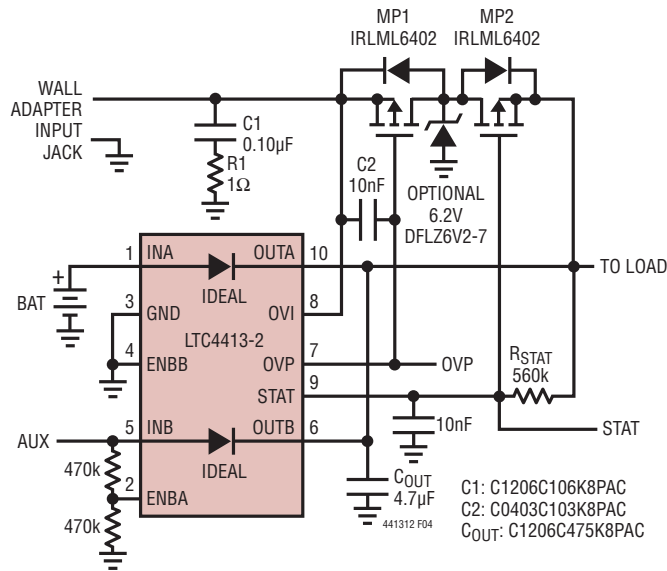 MP1
IRLML6402
MP2
IRLML6402
WALL
ADAPTER
INPUT
JACK
C1
0.10µF
R1
1Ω
C2
10nF
OPTIONAL
6.2V
DFLZ6V2-7
1
INA
OUTA
10
IDEAL
TO LOAD
+
BAT
3
GND
OVI
8
LTC4413-2
4
ENBB
OVP
7
OVP
RSTAT
560k
STAT
9
10nF
STAT
AUX
5
INB
OUTB
6
IDEAL
470k
2
ENBA
470k
COUT
4.7µF
441312 F04
C1: C1206C106K8PAC
C2: C0403C103K8PAC
COUT: C1206C475K8PAC